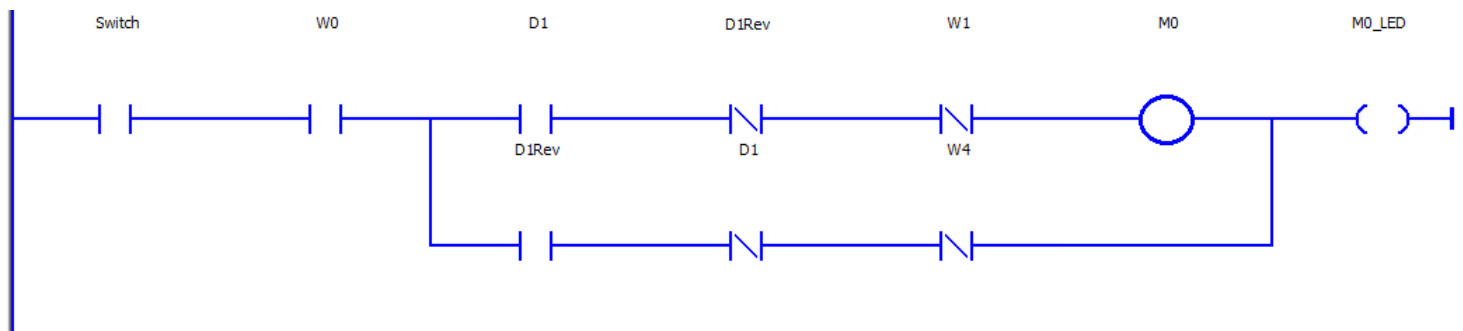 Switch W0 D1 D1Rev W1 M0 M0_LED
D1Rev D1 W4